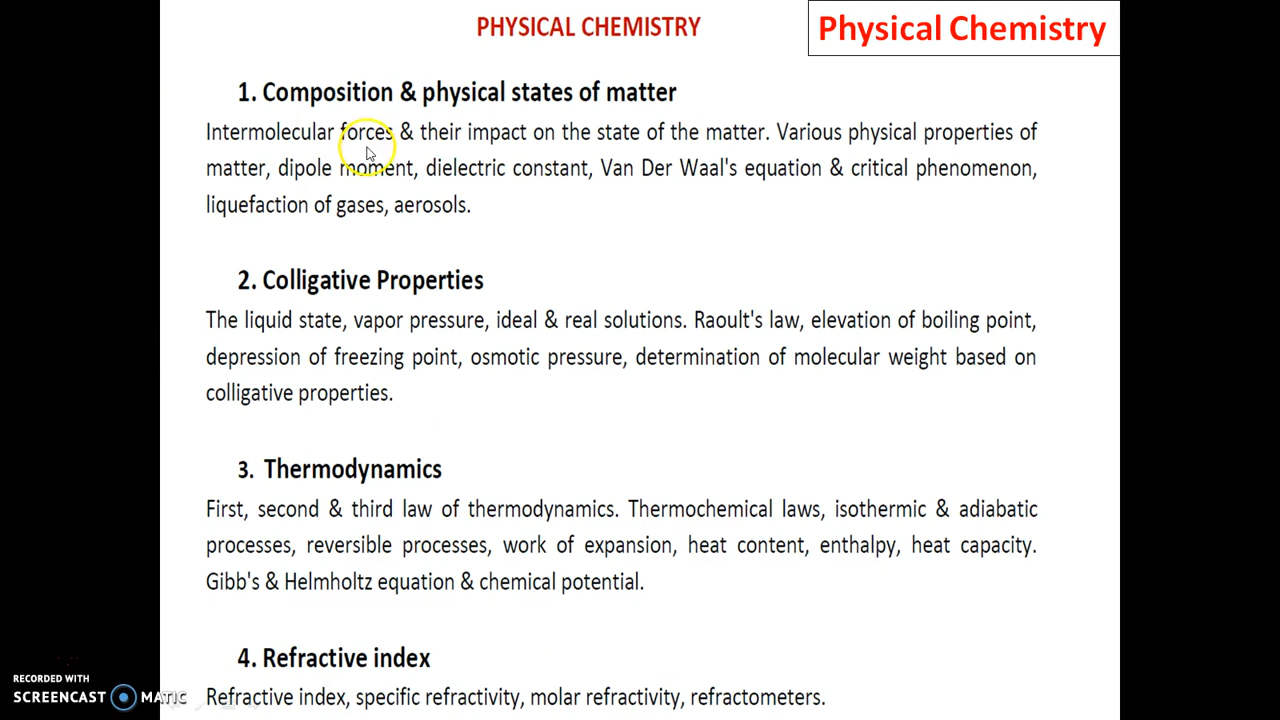 PHYSICAL CHEMISTRY
Physical Chemistry
1. Composition & physical states of matter
Intermolecular forces & their impact on the state of the matter. Various physical properties of
matter, dipole moment, dielectric constant, Van Der Waal's equation & critical phenomenon,
liquefaction of gases, aerosols.
2. Colligative Properties
The liquid state, vapor pressure, ideal & real solutions. Raoult's law, elevation of boiling point,
depression of freezing point, osmotic pressure, determination of molecular weight based on
colligative properties.
3. Thermodynamics
First, second & third law of thermodynamics. Thermochemical laws, isothermic & adiabatic
processes, reversible processes, work of expansion, heat content, enthalpy, heat capacity.
Gibb's & Helmholtz equation & chemical potential.
4. Refractive index
Refractive index, specific refractivity, molar refractivity, refractometers.
RECORDED WITH
SCREENCAST MATIC